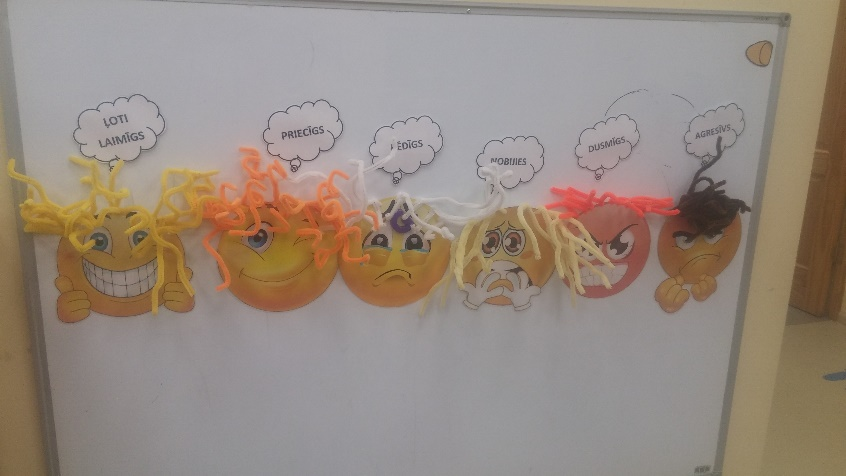 ĻOTI
LAIMĪGS
PRIECĪGS
NOBIJIES
DUSMĪGS
AGRESĪVS